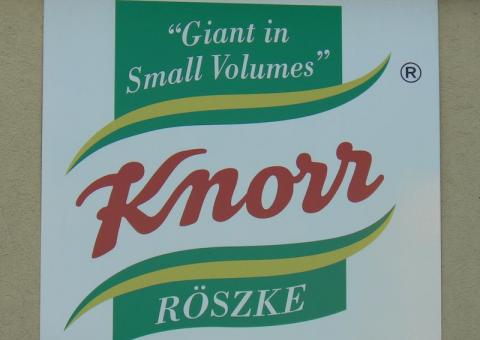 “Giant in
Small Volumes”
®
Knorr
RÖSZKE